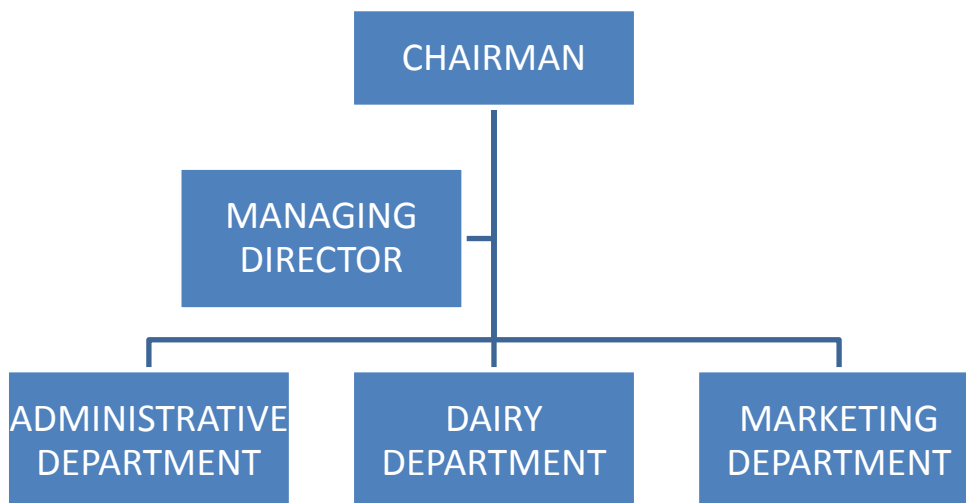 CHAIRMAN
MANAGING
DIRECTOR
ADMINISTRATIVE
DEPARTMENT
DAIRY
DEPARTMENT
MARKETING
DEPARTMENT